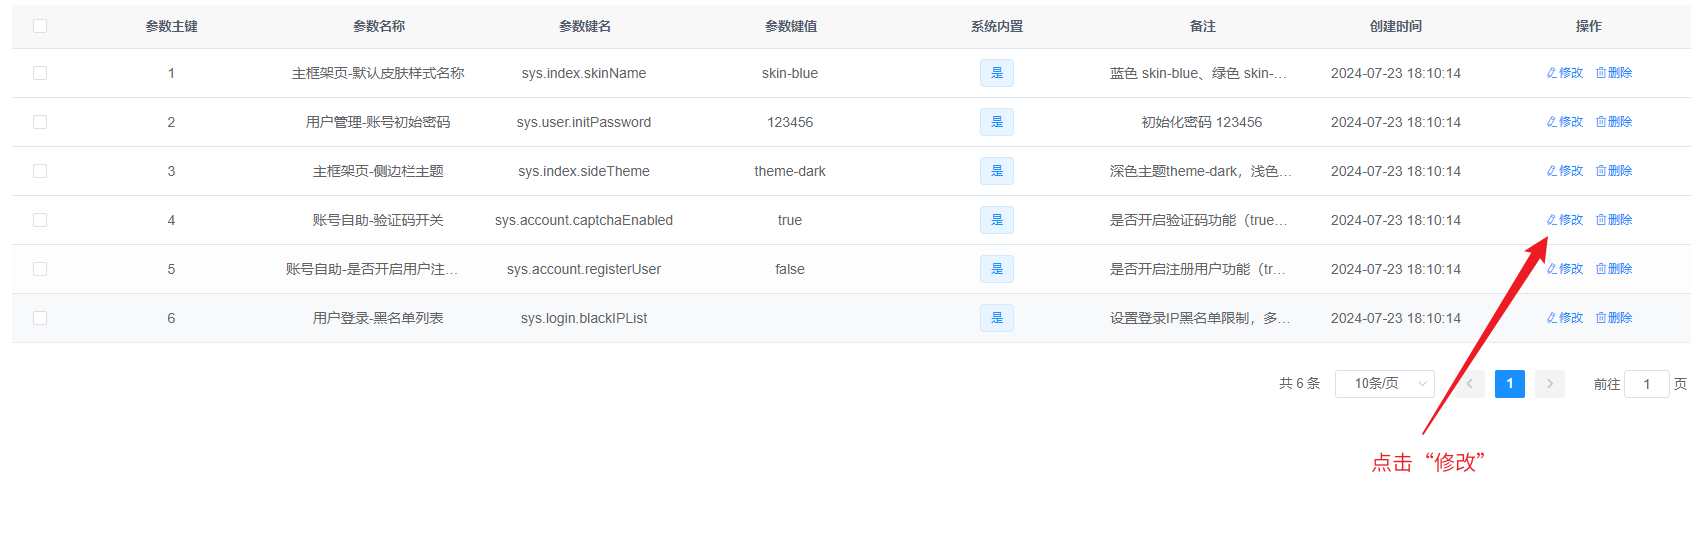 参数主键 参数名称 参数键名 参数键值 系统内置 备注 创建时间 操作
1 主框架页-默认皮肤样式名称 sys.index.skinName skin-blue 是 蓝色 skin-blue、绿色 skin-... 2024-07-23 18:10:14 修改 删除
2 用户管理-账号初始密码 sys.user.initPassword 123456 是 初始化密码 123456 2024-07-23 18:10:14 修改 删除
3 主框架页-侧边栏主题 sys.index.sideTheme theme-dark 是 深色主题theme-dark，浅色... 2024-07-23 18:10:14 修改 删除
4 账号自助-验证码开关 sys.account.captchaEnabled true 是 是否开启验证码功能（true... 2024-07-23 18:10:14 修改 删除
5 账号自助-是否开启用户注... sys.account.registerUser false 是 是否开启注册用户功能（tr... 2024-07-23 18:10:14 修改 删除
6 用户登录-黑名单列表 sys.login.blackIPList 是 设置登录IP黑名单限制，多... 2024-07-23 18:10:14 修改 删除
共 6 条 10条/页 1 前往 1 页
点击“修改”